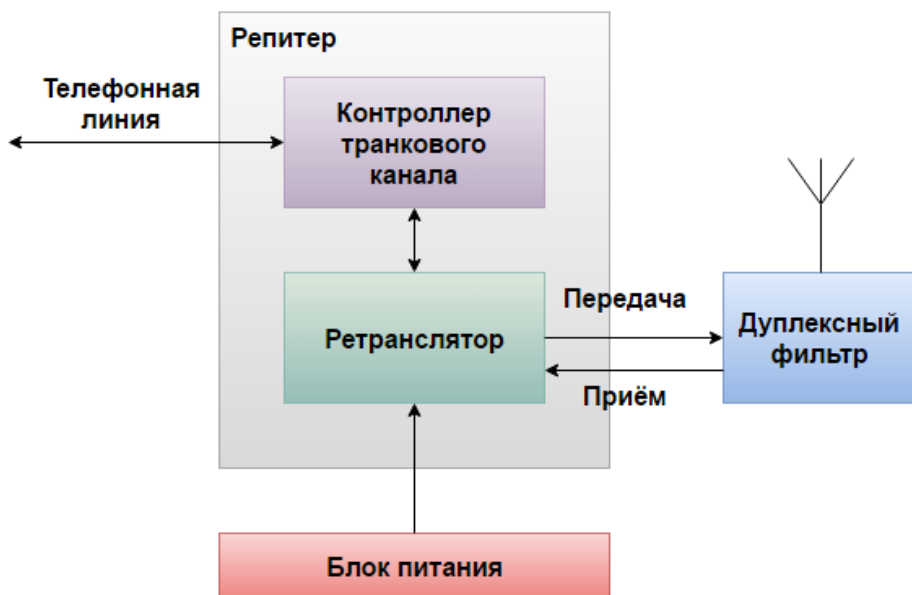 Репитер
Телефонная
линия
Контроллер
транкового
канала
Передача
Ретранслятор
Дуплексный
фильтр
Приём
Блок питания